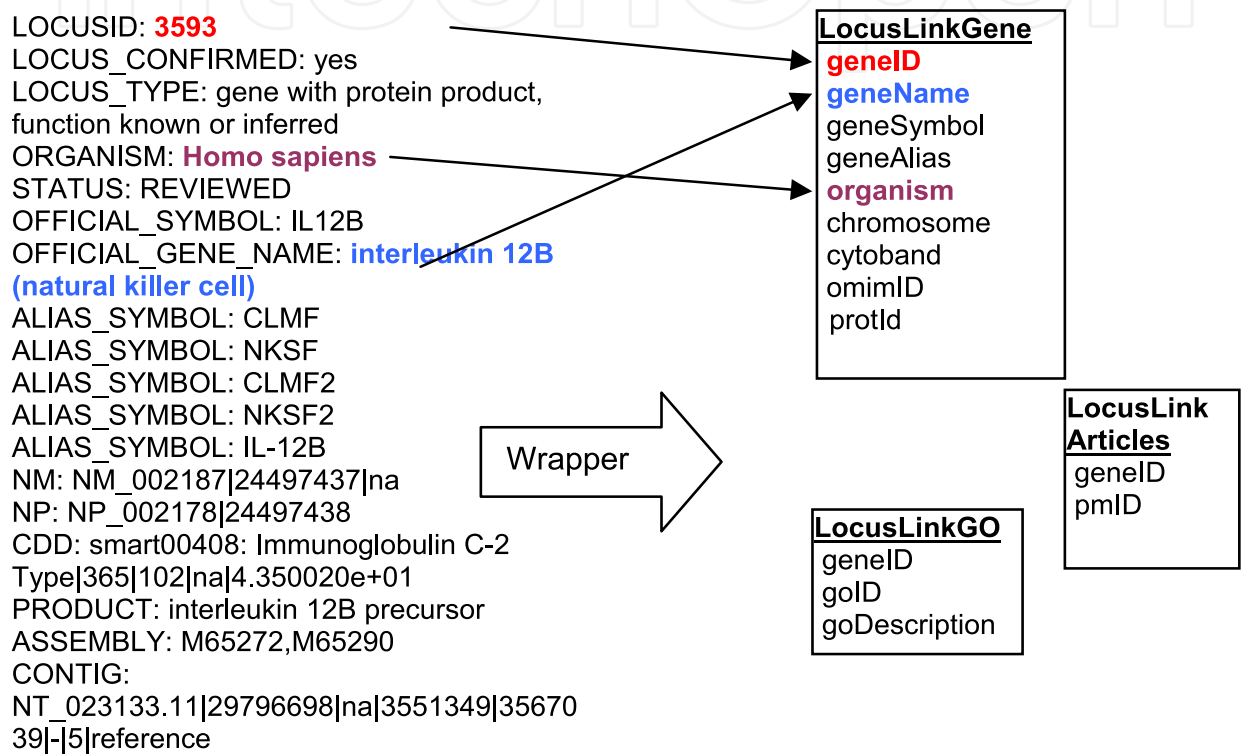 LOCUSID: 3593
LOCUS_CONFIRMED: yes
LOCUS_TYPE: gene with protein product,
function known or inferred
ORGANISM: Homo sapiens
STATUS: REVIEWED
OFFICIAL_SYMBOL: IL12B
OFFICIAL_GENE_NAME: interleukin 12B
(natural killer cell)
ALIAS_SYMBOL: CLMF
ALIAS_SYMBOL: NKSF
ALIAS_SYMBOL: CLMF2
ALIAS_SYMBOL: NKSF2
ALIAS_SYMBOL: IL-12B
NM: NM_002187|24497437|na
NP: NP_002178|24497438
CDD: smart00408: Immunoglobulin C-2
Type|365|102|na|4.350020e+01
PRODUCT: interleukin 12B precursor
ASSEMBLY: M65272,M65290
CONTIG:
NT_023133.11|29796698|na|3551349|35670
39|-|5|reference
Wrapper
LocusLinkGene
geneID
geneName
geneSymbol
geneAlias
organism
chromosome
cytoband
omimID
protId
LocusLink
Articles
geneID
pmID
LocusLinkGO
geneID
goID
goDescription